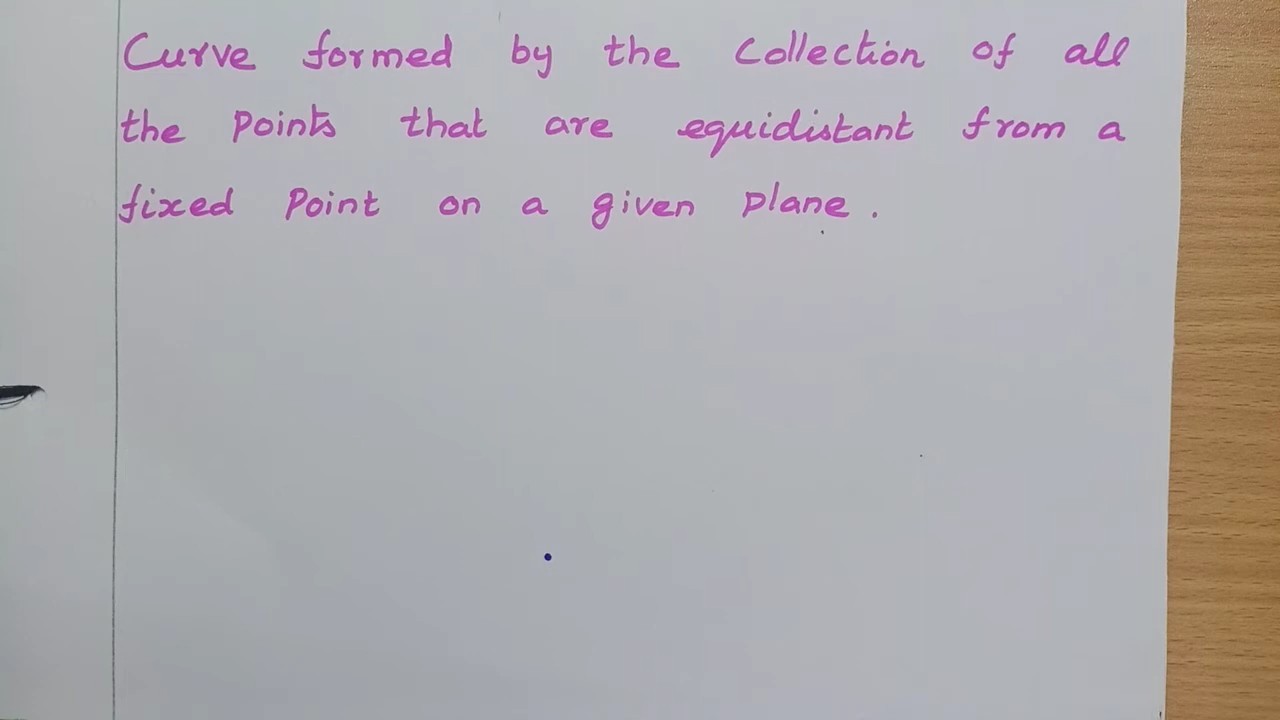 Curve formed by the Collection of all
the Points that are equidistant from a
fixed Point on a given plane.